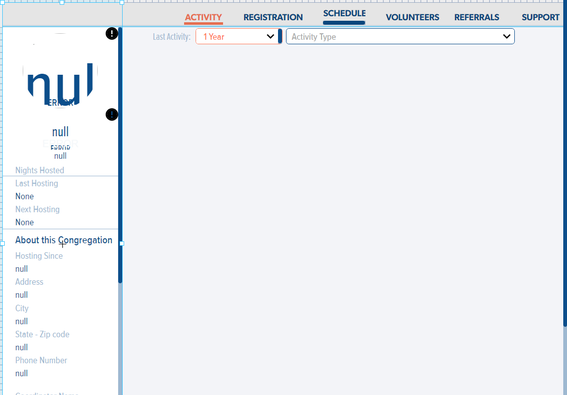 ACTIVITY REGISTRATION SCHEDULE VOLUNTEERS REFERRALS SUPPORT
Last Activity: 1 Year Activity Type
nul
ERROR
null
null
Nights Hosted
Last Hosting
None
Next Hosting
None
About this Congregation
Hosting Since
null
Address
null
City
null
State - Zip code
null
Phone Number
null